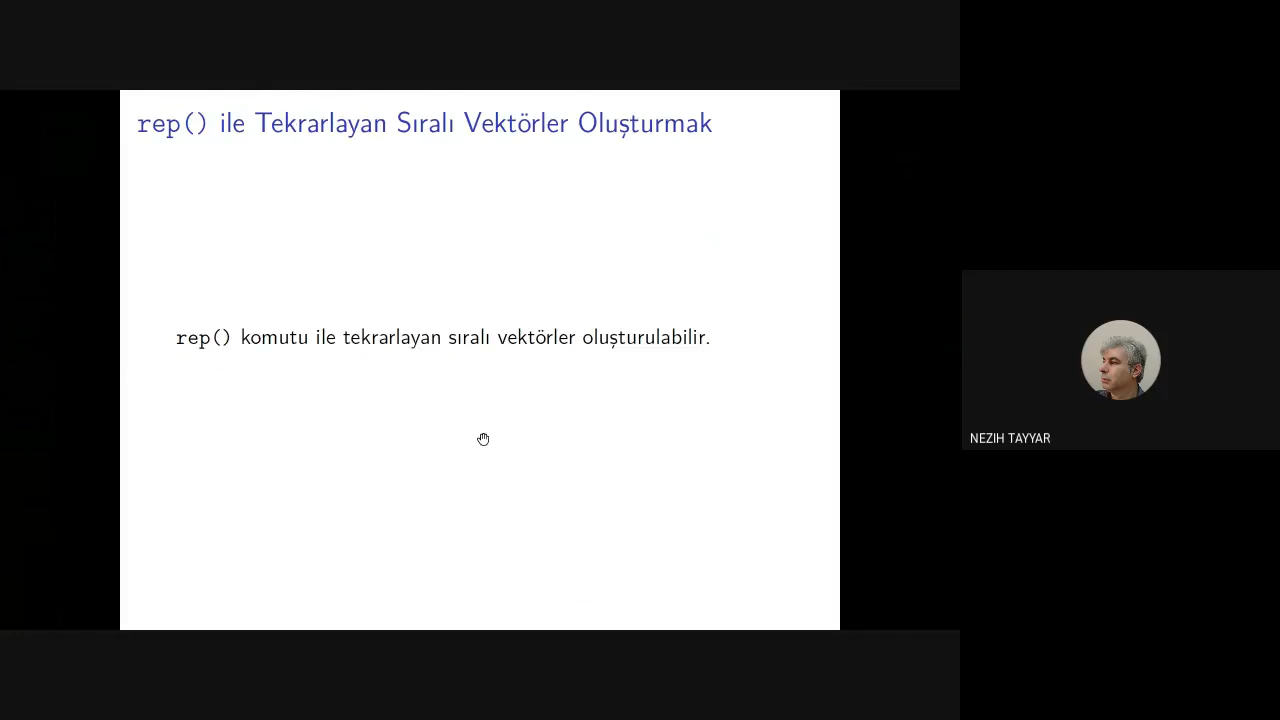 rep() ile Tekrarlayan Sıralı Vektörler Oluşturmak
rep() komutu ile tekrarlayan sıralı vektörler oluşturulabilir.
NEZIH TAYYAR